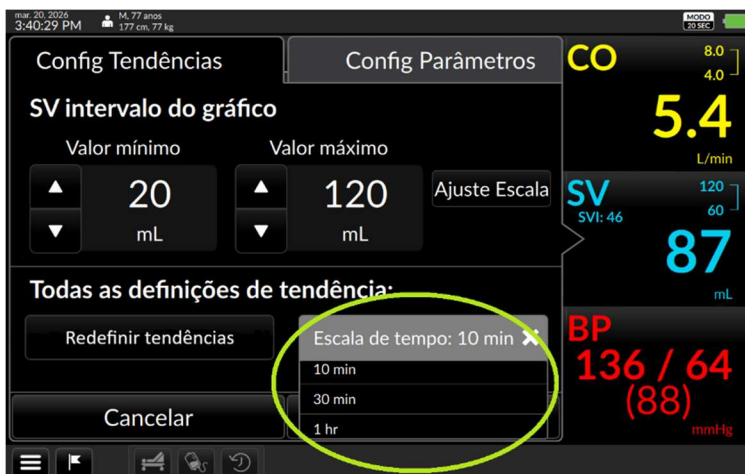 mar. 20, 2026
3:40:29 PM
M, 77 anos
177 cm, 77 kg
MODO
20 SEC
Config Tendências
Config Parâmetros
SV intervalo do gráfico
Valor mínimo
Valor máximo
20
mL
120
mL
Ajuste Escala
Todas as definições de tendência:
Redefinir tendências
Escala de tempo: 10 min
10 min
30 min
1 hr
Cancelar
CO
8.0
4.0
5.4
L/min
SV
SVI: 46
120
60
87
mL
BP
136 / 64
(88)
mmHg